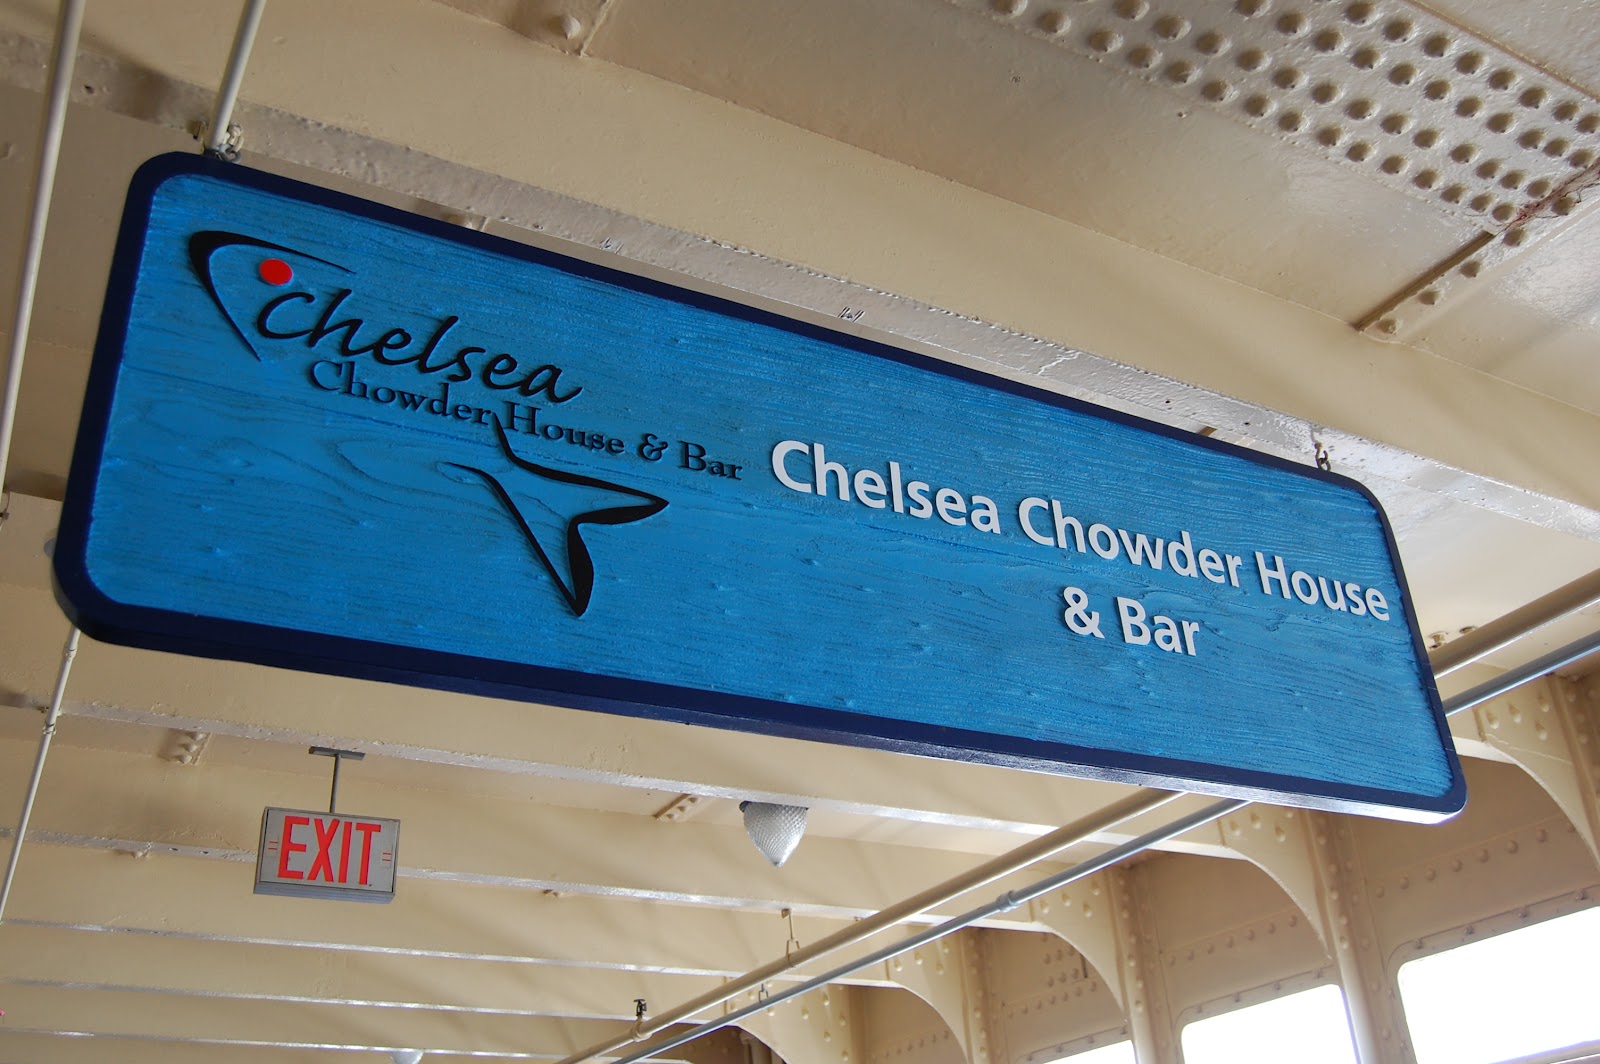 chelsea
Chowder House & Bar
Chelsea Chowder House
& Bar
EXIT